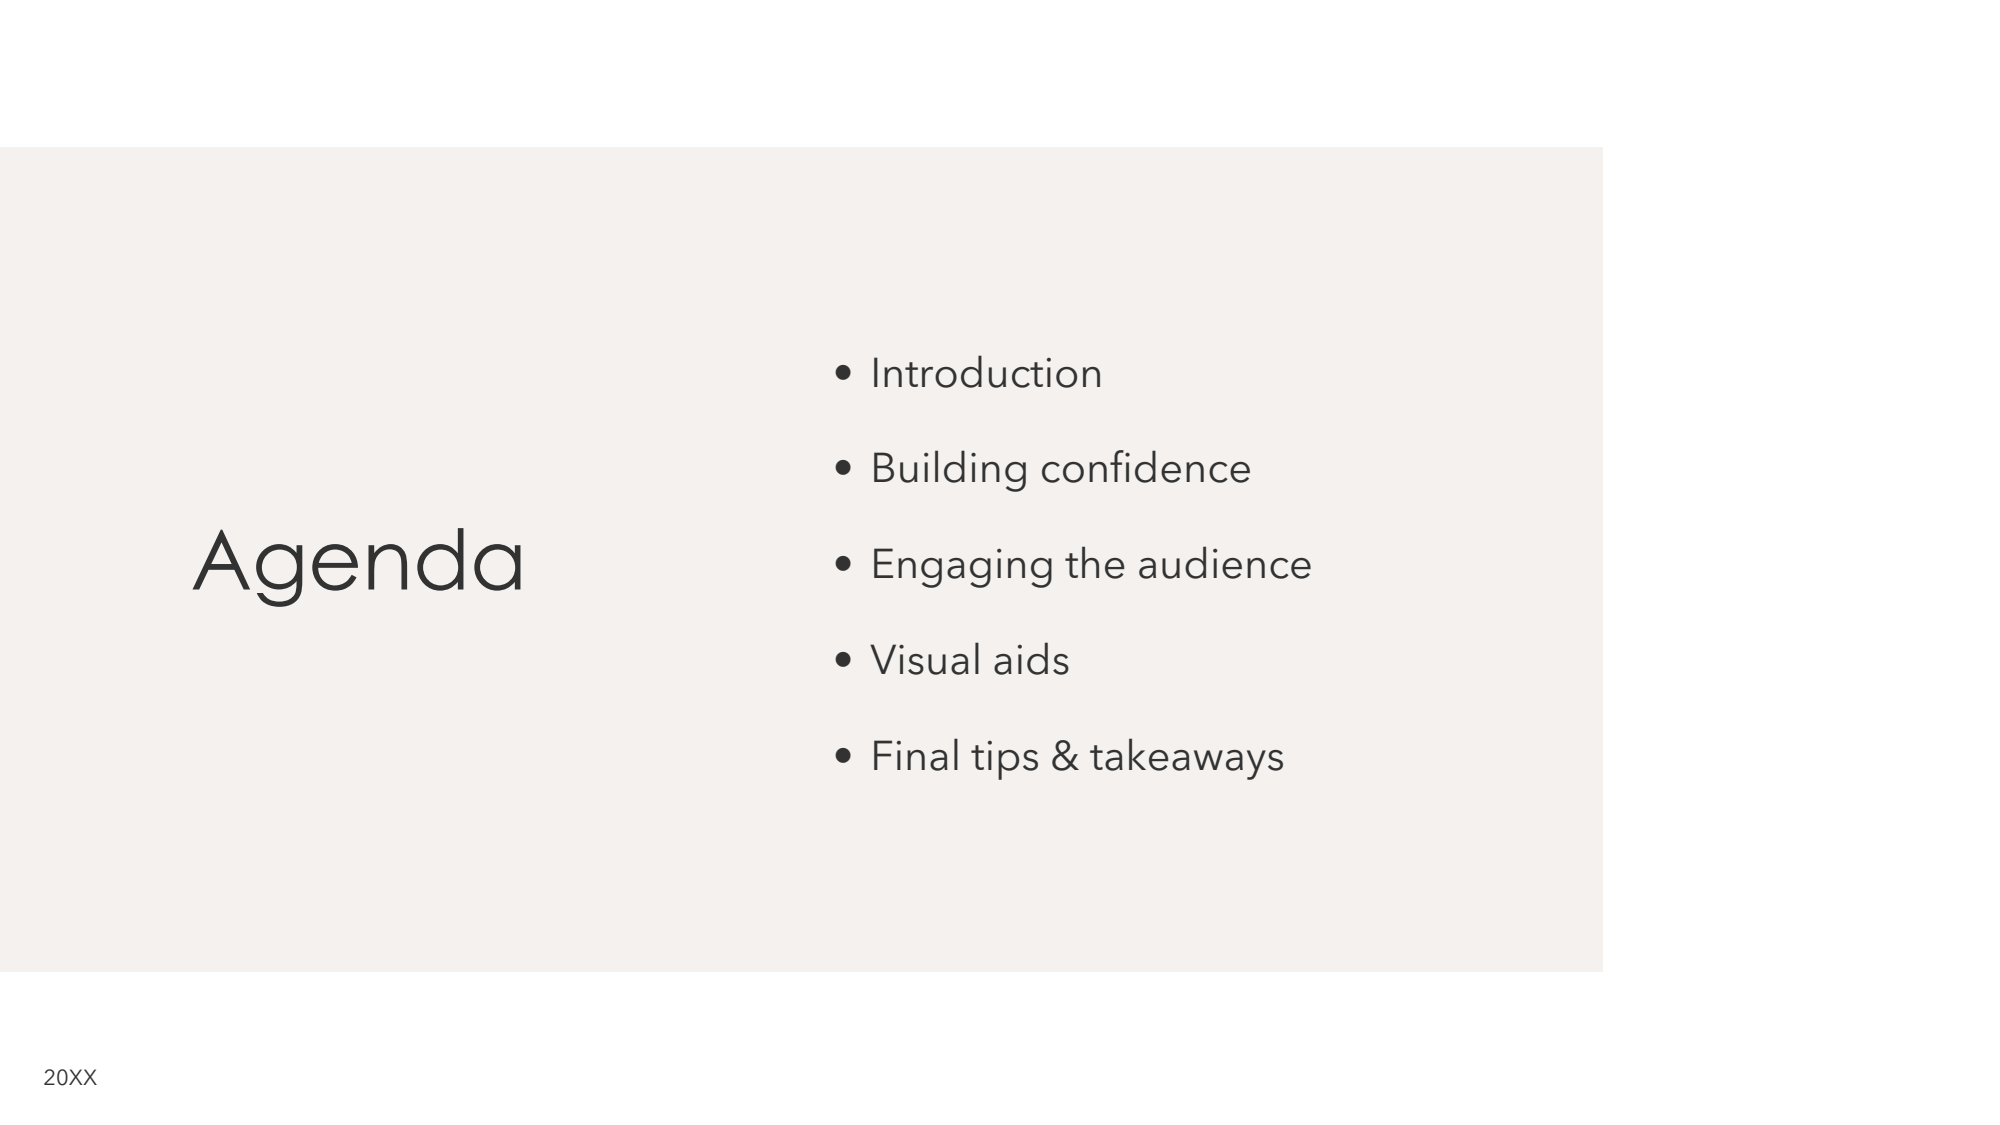 Agenda
• Introduction
• Building confidence
• Engaging the audience
• Visual aids
• Final tips & takeaways
20XX